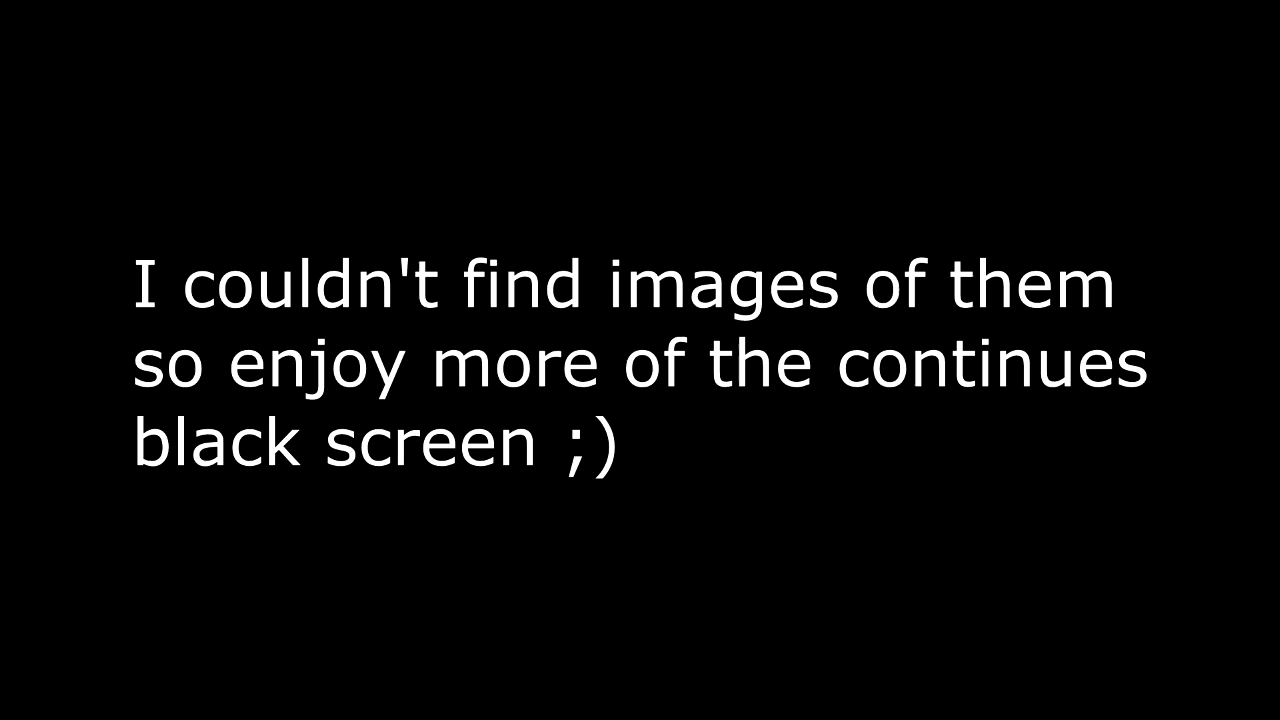 I couldn't find images of them
so enjoy more of the continues
black screen ;)